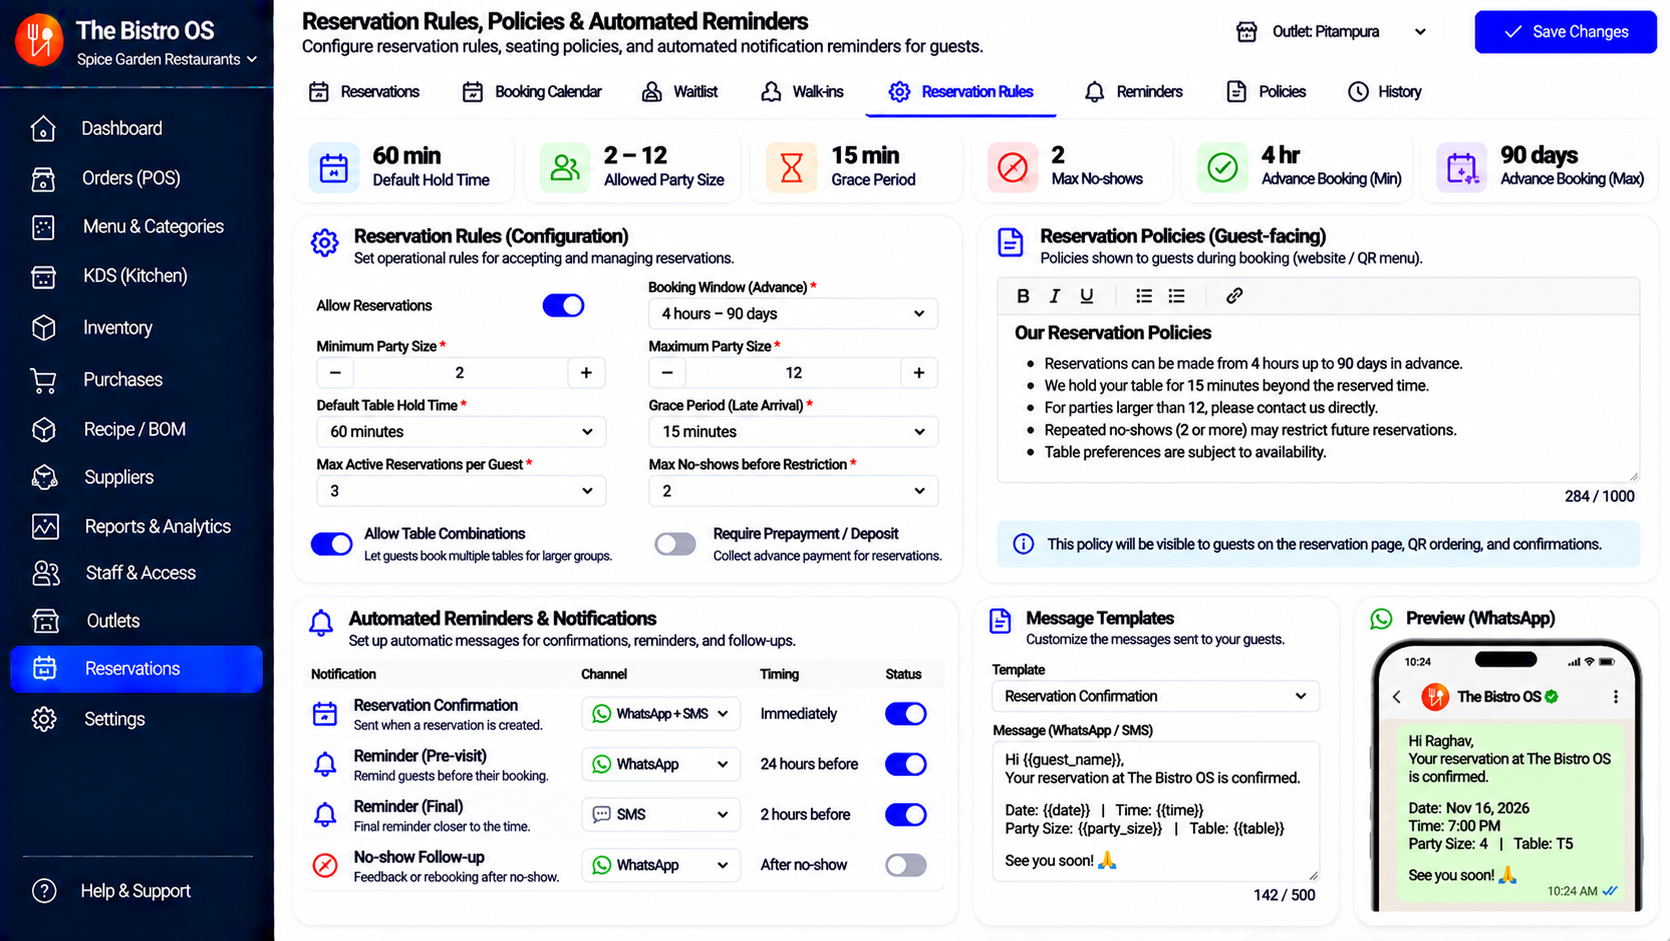 The Bistro OS
Spice Garden Restaurants
Dashboard
Orders (POS)
Menu & Categories
KDS (Kitchen)
Inventory
Purchases
Recipe / BOM
Suppliers
Reports & Analytics
Staff & Access
Outlets
Reservations
Settings
Help & Support
Reservation Rules, Policies & Automated Reminders
Configure reservation rules, seating policies, and automated notification reminders for guests.
Outlet: Pitampura
Save Changes
Reservations
Booking Calendar
Waitlist
Walk-ins
Reservation Rules
Reminders
Policies
History
60 min
Default Hold Time
2 – 12
Allowed Party Size
15 min
Grace Period
2
Max No-shows
4 hr
Advance Booking (Min)
90 days
Advance Booking (Max)
Reservation Rules (Configuration)
Set operational rules for accepting and managing reservations.
Allow Reservations
Booking Window (Advance) *
4 hours – 90 days
Minimum Party Size *
− 2 +
Maximum Party Size *
− 12 +
Default Table Hold Time *
60 minutes
Grace Period (Late Arrival) *
15 minutes
Max Active Reservations per Guest *
3
Max No-shows before Restriction *
2
Allow Table Combinations
Let guests book multiple tables for larger groups.
Require Prepayment / Deposit
Collect advance payment for reservations.
Reservation Policies (Guest-facing)
Policies shown to guests during booking (website / QR menu).
B I U
Our Reservation Policies
• Reservations can be made from 4 hours up to 90 days in advance.
• We hold your table for 15 minutes beyond the reserved time.
• For parties larger than 12, please contact us directly.
• Repeated no-shows (2 or more) may restrict future reservations.
• Table preferences are subject to availability.
284 / 1000
This policy will be visible to guests on the reservation page, QR ordering, and confirmations.
Automated Reminders & Notifications
Set up automatic messages for confirmations, reminders, and follow-ups.
Notification Channel Timing Status
Reservation Confirmation
Sent when a reservation is created.
WhatsApp + SMS
Immediately
Reminder (Pre-visit)
Remind guests before their booking.
WhatsApp
24 hours before
Reminder (Final)
Final reminder closer to the time.
SMS
2 hours before
No-show Follow-up
Feedback or rebooking after no-show.
WhatsApp
After no-show
Message Templates
Customize the messages sent to your guests.
Template
Reservation Confirmation
Message (WhatsApp / SMS)
Hi {{guest_name}},
Your reservation at The Bistro OS is confirmed.
Date: {{date}} | Time: {{time}}
Party Size: {{party_size}} | Table: {{table}}
See you soon! 🙏
142 / 500
Preview (WhatsApp)
10:24
The Bistro OS
Hi Raghav,
Your reservation at The Bistro OS
is confirmed.
Date: Nov 16, 2026
Time: 7:00 PM
Party Size: 4 | Table: T5
See you soon! 🙏
10:24 AM